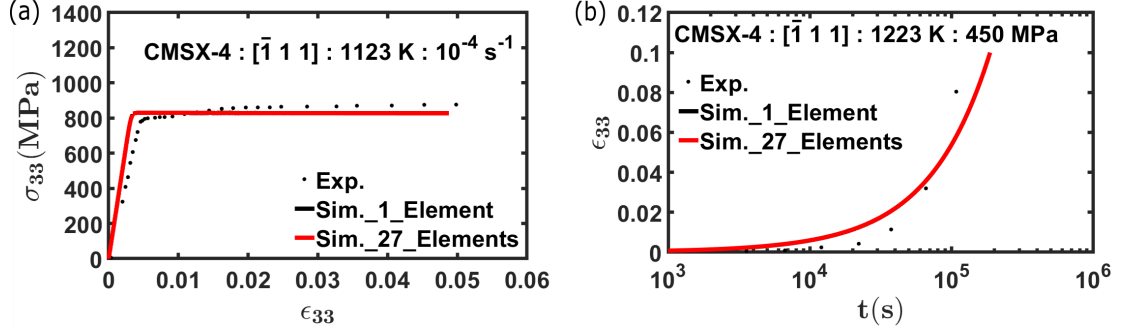 (a)
CMSX-4 : [1̅ 1 1] : 1123 K : 10⁻⁴ s⁻¹
1400
1200
1000
800
600
400
200
0
σ₃₃(MPa)
Exp.
Sim._1_Element
Sim._27_Elements
0 0.01 0.02 0.03 0.04 0.05 0.06
ϵ₃₃
(b)
CMSX-4 : [1̅ 1 1] : 1223 K : 450 MPa
0.12
0.1
0.08
0.06
0.04
0.02
0
ϵ₃₃
Exp.
Sim._1_Element
Sim._27_Elements
10³ 10⁴ 10⁵ 10⁶
t(s)